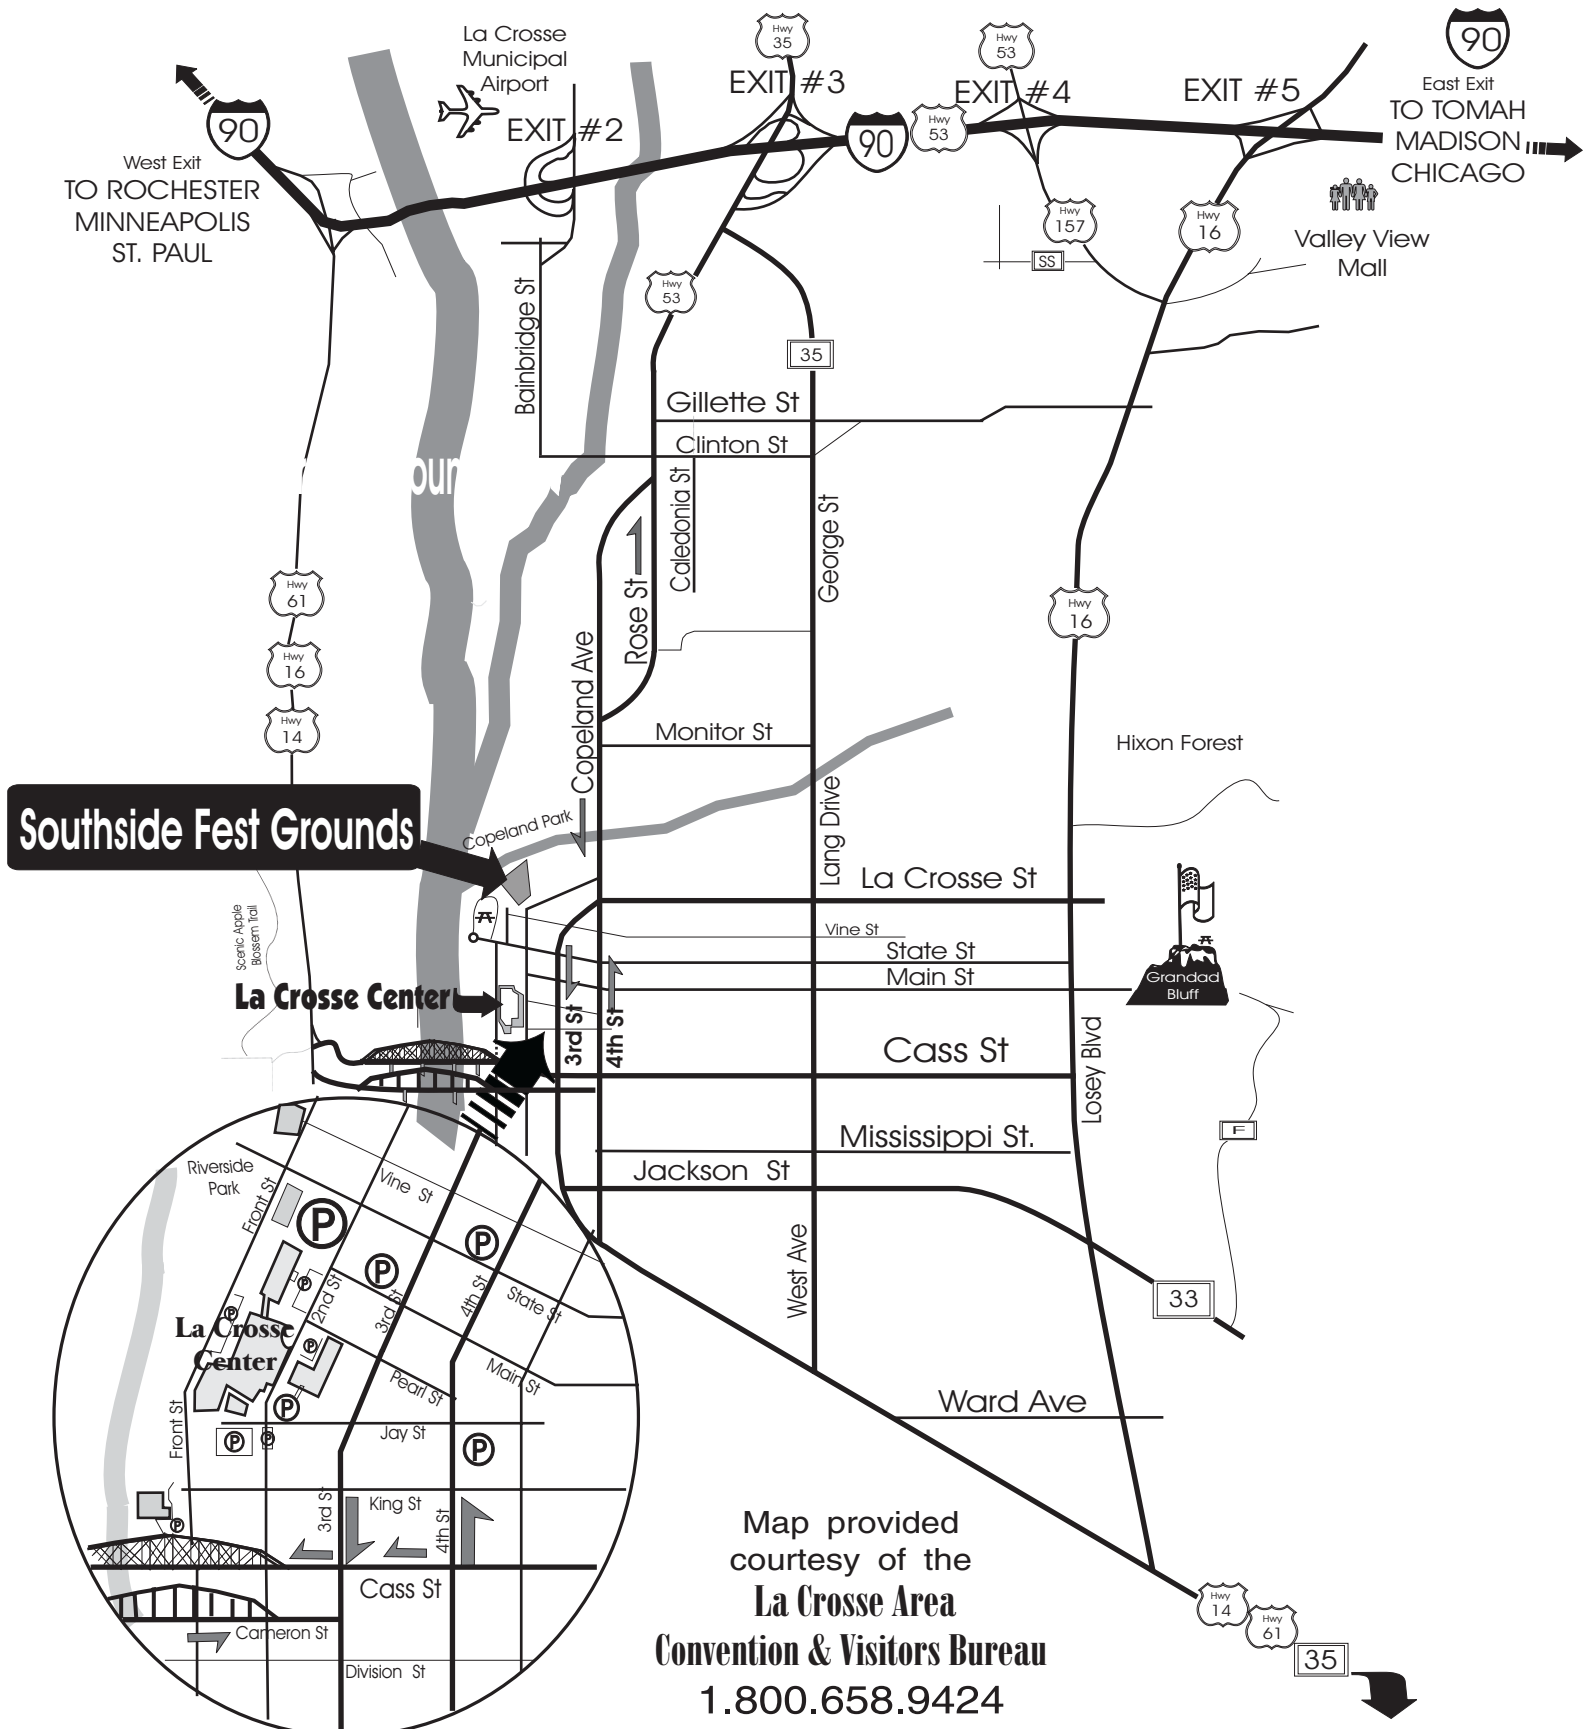 La Crosse
Municipal
Airport
Hwy
35
Hwy
53
90
EXIT #3
EXIT #4
EXIT #5
East Exit
TO TOMAH
MADISON
CHICAGO
90
EXIT #2
90
Hwy
53
West Exit
TO ROCHESTER
MINNEAPOLIS
ST. PAUL
Hwy
157
Hwy
16
Valley View
Mall
SS
Bainbridge St
Hwy
53
35
Gillette St
Clinton St
oun
Caledonia St
George St
Rose St
Hwy
61
Hwy
16
Hwy
14
Hwy
16
Copeland Ave
Monitor St
Hixon Forest
Southside Fest Grounds
Copeland Park
Lang Drive
La Crosse St
Vine St
State St
Main St
Grandad
Bluff
Scenic Apple
Blossem Trail
La Crosse Center
3rd St
4th St
Cass St
Losey Blvd
F
Mississippi St.
Jackson St
West Ave
33
Ward Ave
Riverside
Park
Front St
Vine St
P
P
P
P
2nd St
3rd St
4th St
State St
P
La Crosse
Center
P
Pearl St
Main St
P
Front St
P
P
Jay St
P
3rd St
King St
4th St
P
Cass St
Cameron St
Division St
Map provided
courtesy of the
La Crosse Area
Convention & Visitors Bureau
1.800.658.9424
Hwy
14
Hwy
61
35